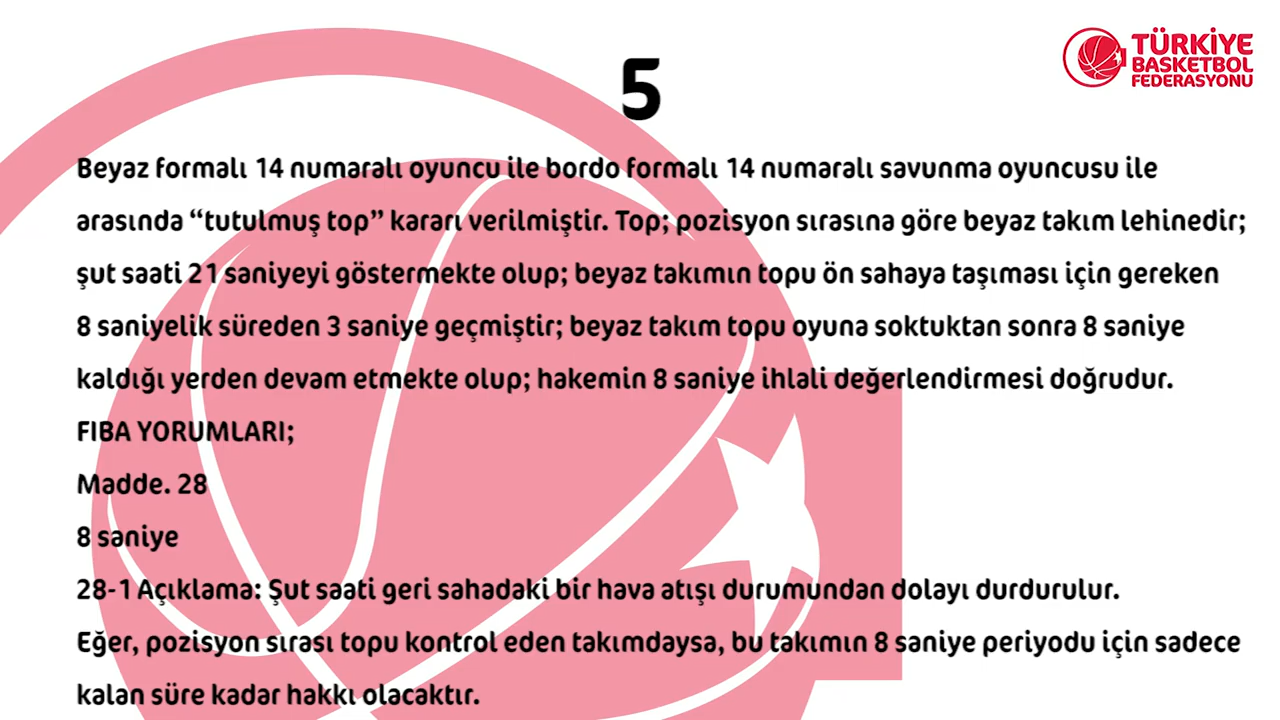 TÜRKİYE
BASKETBOL
FEDERASYONU
5
Beyaz formalı 14 numaralı oyuncu ile bordo formalı 14 numaralı savunma oyuncusu ile
arasında “tutulmuş top” kararı verilmiştir. Top; pozisyon sırasına göre beyaz takım lehinedir;
şut saati 21 saniyeyi göstermekte olup; beyaz takımın topu ön sahaya taşıması için gereken
8 saniyelik süreden 3 saniye geçmiştir; beyaz takım topu oyuna soktuktan sonra 8 saniye
kaldığı yerden devam etmekte olup; hakemin 8 saniye ihlali değerlendirmesi doğrudur.
FIBA YORUMLARI;
Madde. 28
8 saniye
28-1 Açıklama: Şut saati geri sahadaki bir hava atışı durumundan dolayı durdurulur.
Eğer, pozisyon sırası topu kontrol eden takımdaysa, bu takımın 8 saniye periyodu için sadece
kalan süre kadar hakkı olacaktır.